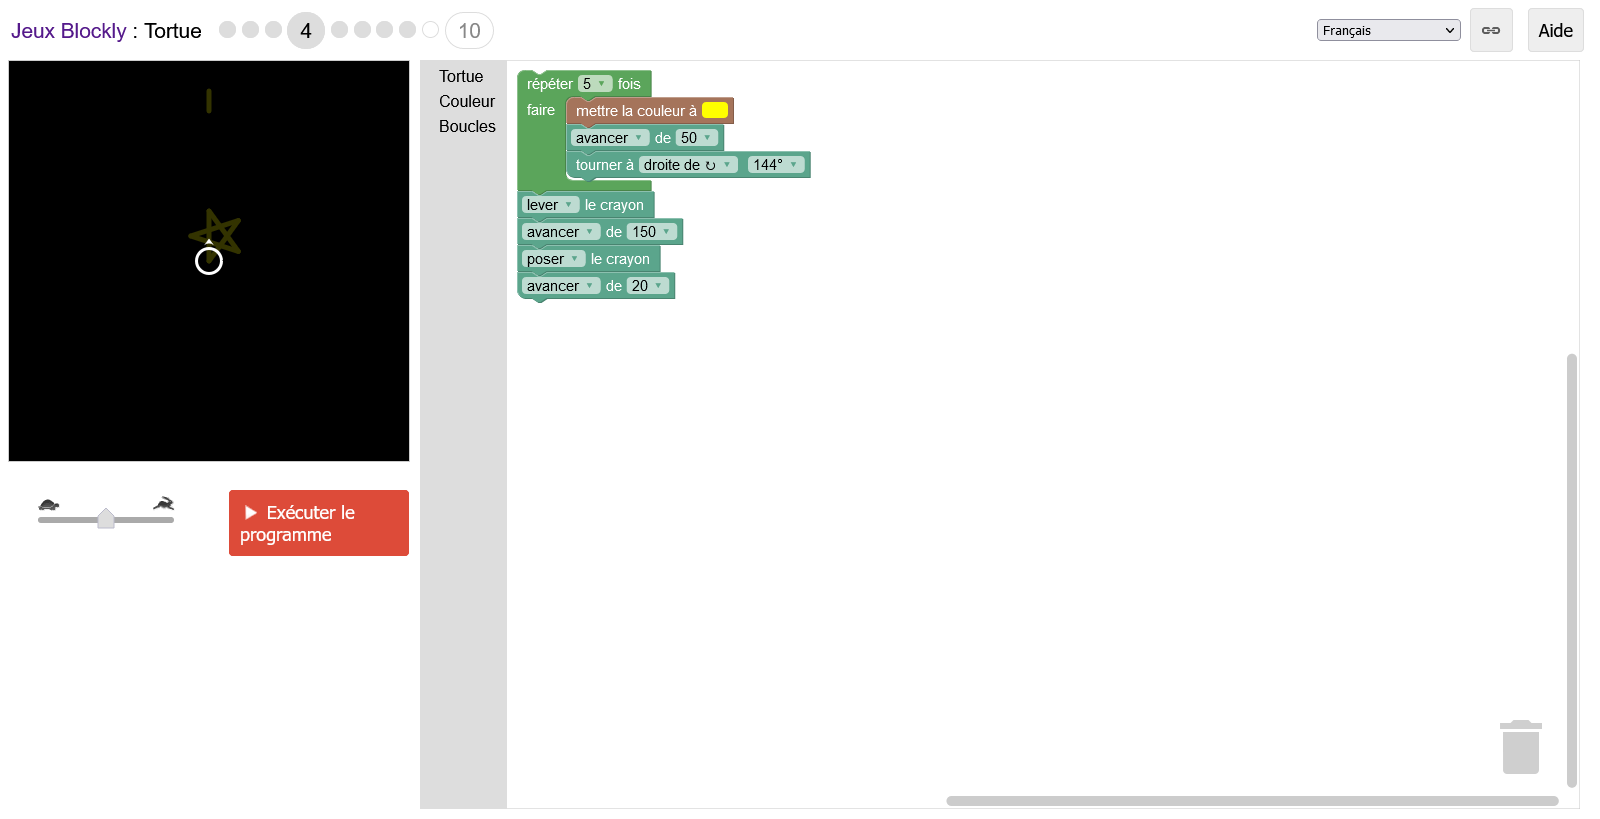 Jeux Blockly : Tortue 4 10 Français Aide
Tortue
Couleur
Boucles
répéter 5 fois
faire mettre la couleur à
avancer de 50
tourner à droite de ↻ 144°
lever le crayon
avancer de 150
poser le crayon
avancer de 20
Exécuter le
programme